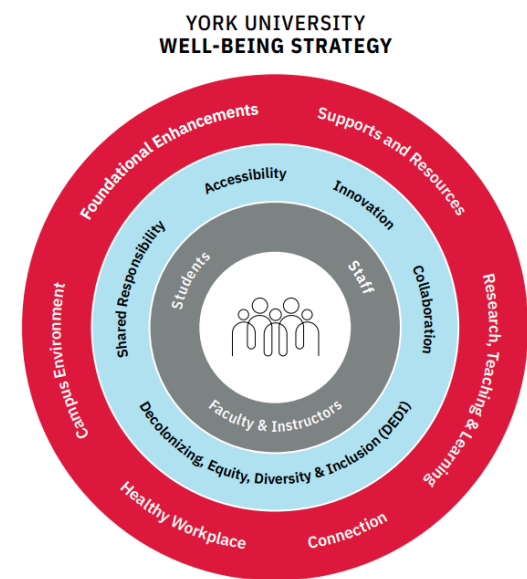 YORK UNIVERSITY
WELL-BEING STRATEGY
Foundational Enhancements
Supports and Resources
Research, Teaching & Learning
Connection
Healthy Workplace
Campus Environment
Accessibility
Innovation
Collaboration
Decolonizing, Equity, Diversity & Inclusion (DEDI)
Shared Responsibility
Students
Staff
Faculty & Instructors